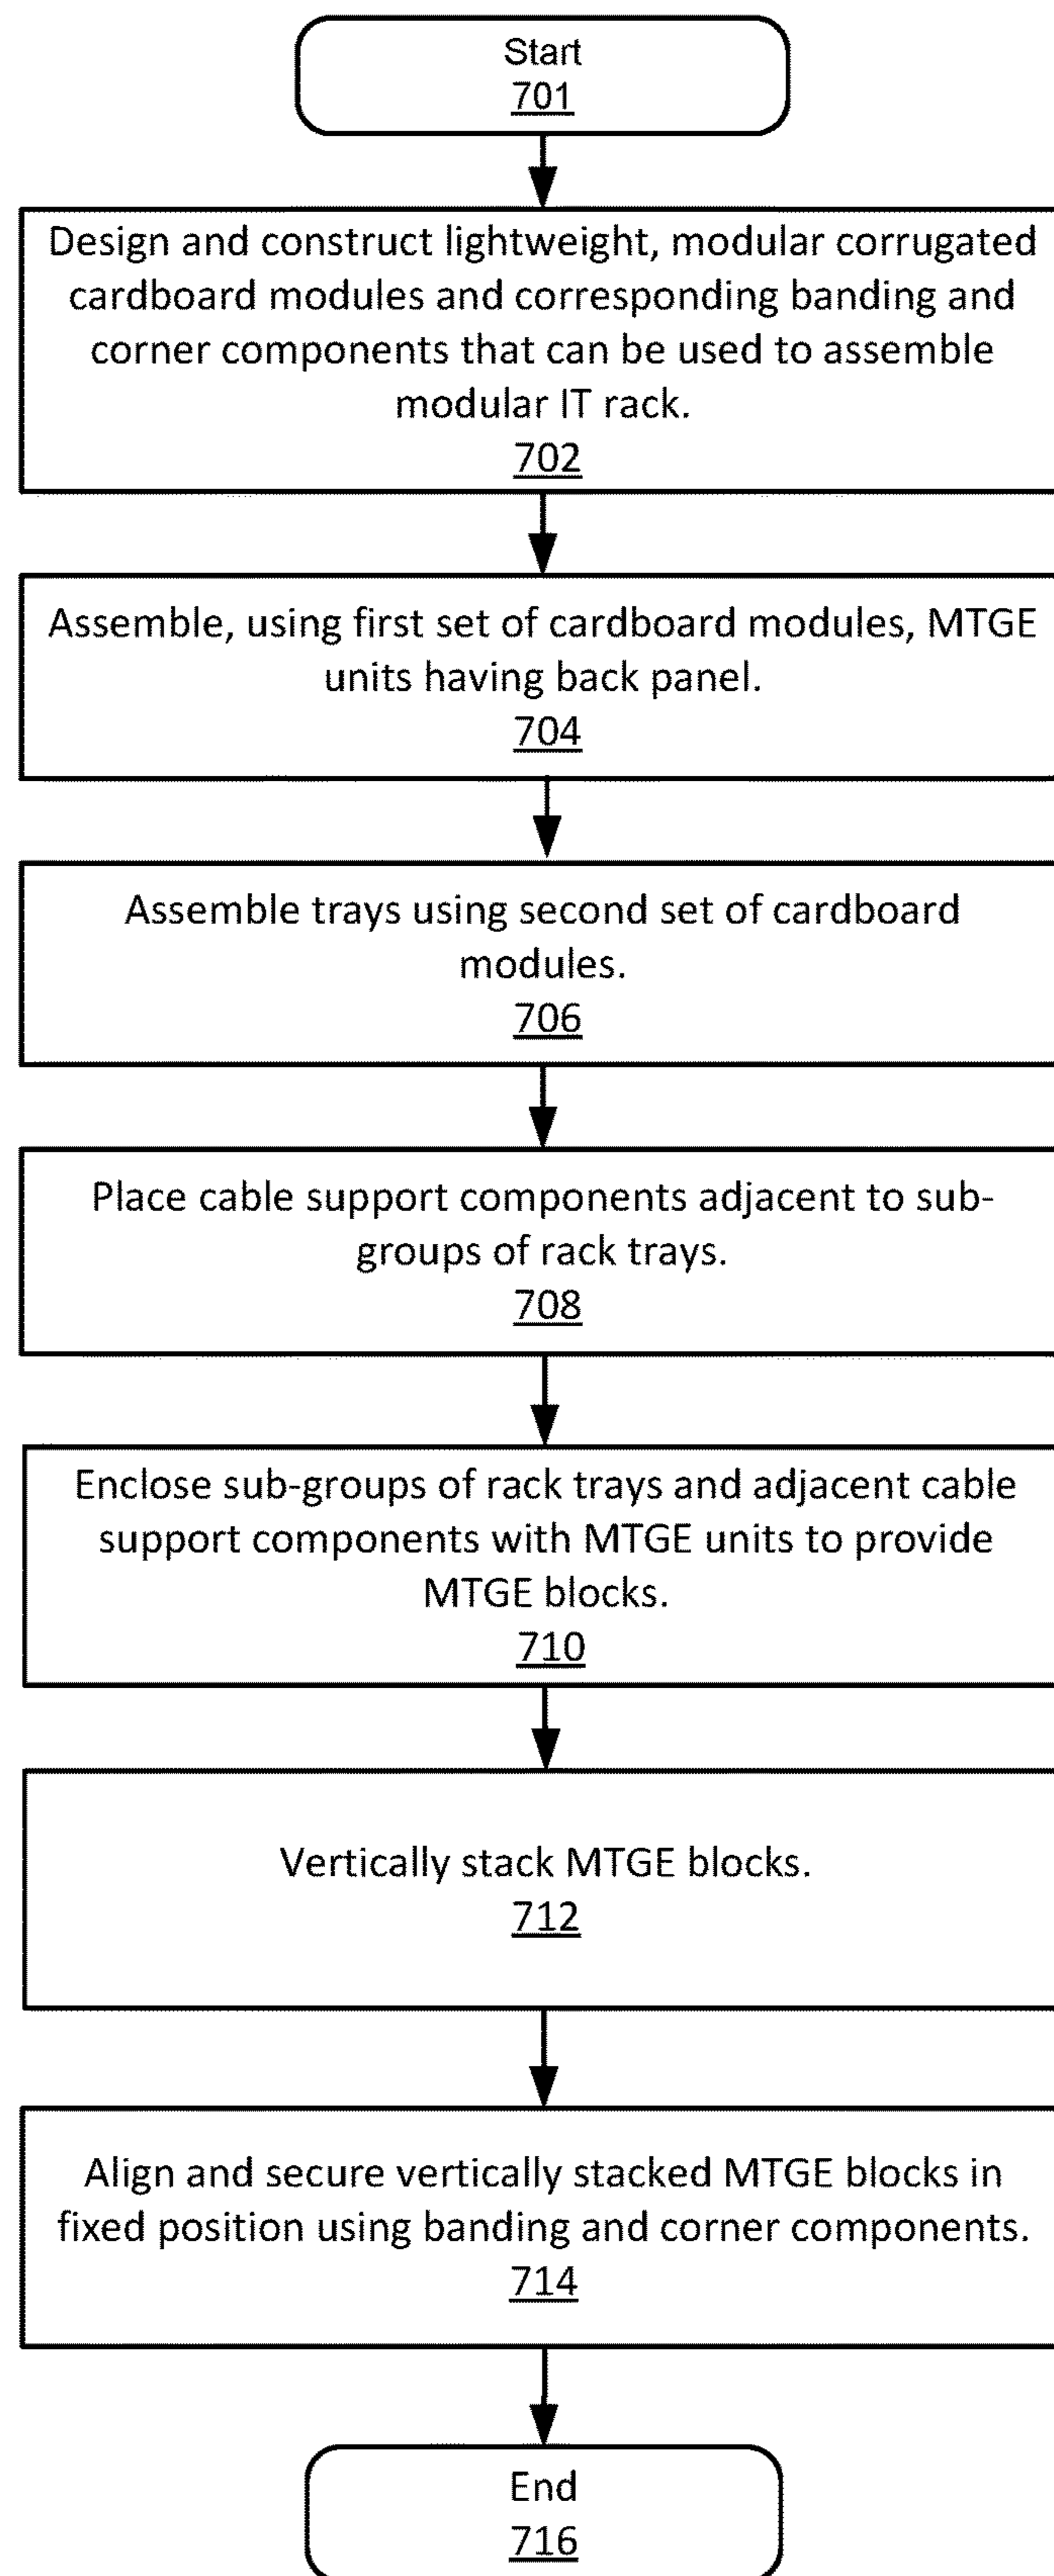 Start
701
Design and construct lightweight, modular corrugated
cardboard modules and corresponding banding and
corner components that can be used to assemble
modular IT rack.
702
Assemble, using first set of cardboard modules, MTGE
units having back panel.
704
Assemble trays using second set of cardboard
modules.
706
Place cable support components adjacent to sub-
groups of rack trays.
708
Enclose sub-groups of rack trays and adjacent cable
support components with MTGE units to provide
MTGE blocks.
710
Vertically stack MTGE blocks.
712
Align and secure vertically stacked MTGE blocks in
fixed position using banding and corner components.
714
End
716